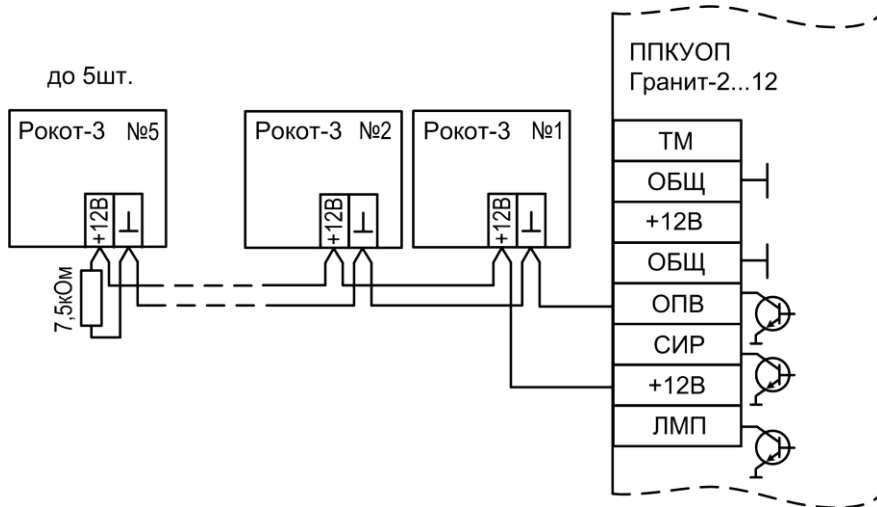 до 5шт.
ППКУОП
Гранит-2...12
Рокот-3 №5
Рокот-3 №2
Рокот-3 №1
+12В
+12В
+12В
7,5кОм
ТМ
ОБЩ
+12В
ОБЩ
ОПВ
СИР
+12В
ЛМП